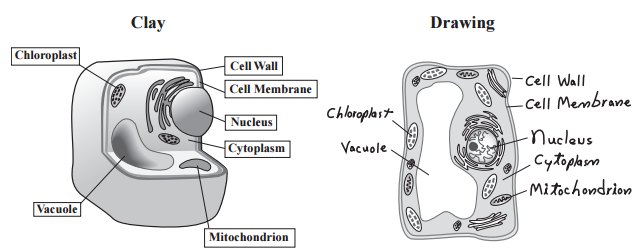 Clay
Drawing
Chloroplast
Cell Wall
Cell Membrane
Nucleus
Cytoplasm
Vacuole
Mitochondrion
Cell Wall
Cell Membrane
Chloroplast
Nucleus
Vacuole
Cytoplasm
Mitochondrion